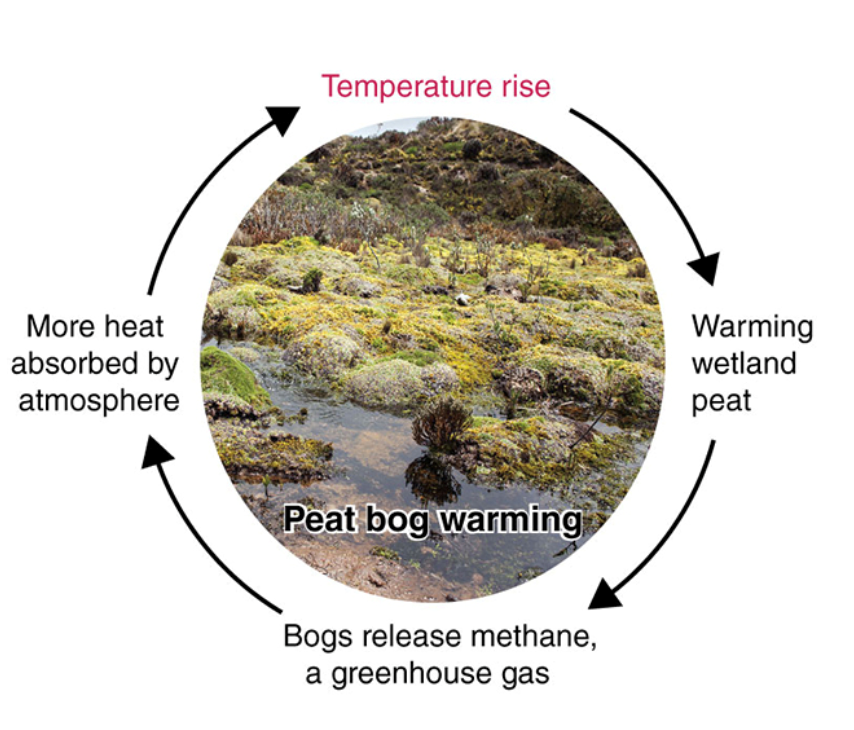 Temperature rise
Warming
wetland
peat
Bogs release methane,
a greenhouse gas
More heat
absorbed by
atmosphere
Peat bog warming